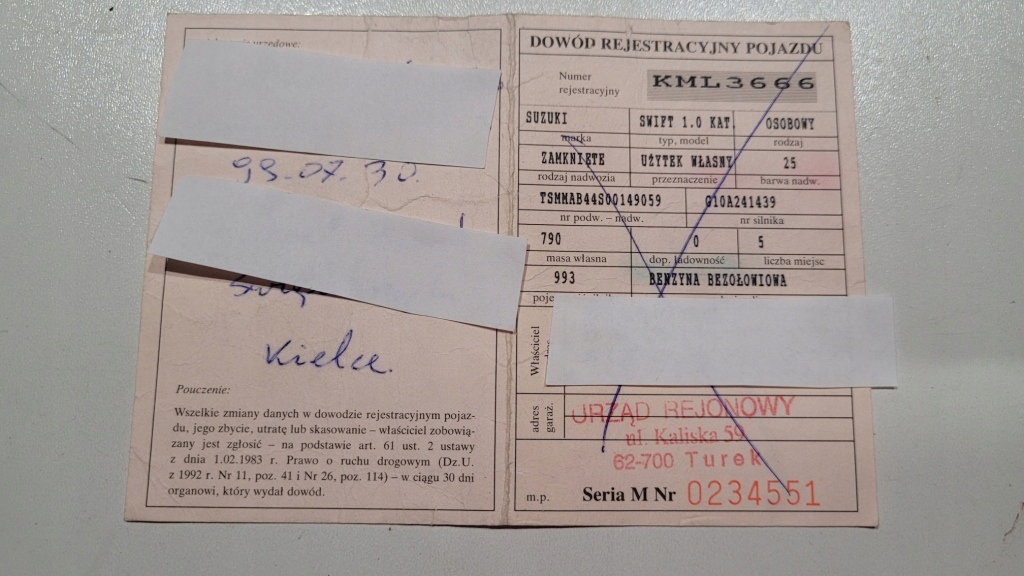 98-07.30.
Kielce.
Pouczenie:
Wszelkie zmiany danych w dowodzie rejestracyjnym pojaz-
du, jego zbycie, utratę lub skasowanie – właściciel zobowią-
zany jest zgłosić – na podstawie art. 61 ust. 2 ustawy
z dnia 1.02.1983 r. Prawo o ruchu drogowym (Dz.U.
z 1992 r. Nr 11, poz. 41 i Nr 26, poz. 114) – w ciągu 30 dni
organowi, który wydał dowód.
DOWÓD REJESTRACYJNY POJAZDU
Numer
rejestracyjny
KML3666
SUZUKI SWIFT 1.0 KAT. OSOBOWY
marka typ, model rodzaj
ZAMKNIĘTE UŻYTEK WŁASNY 25
rodzaj nadwozia przeznaczenie barwa nadw.
TSMMAB44S00149059 G10A241439
nr podw. – nadw. nr silnika
790 0 5
masa własna dop. ładowność liczba miejsc
993 BENZYNA BEZOŁOWIOWA
Właściciel
adres
garaż.
URZĄD REJONOWY
ul. Kaliska 59
62-700 Turek
m.p. Seria M Nr 0234551